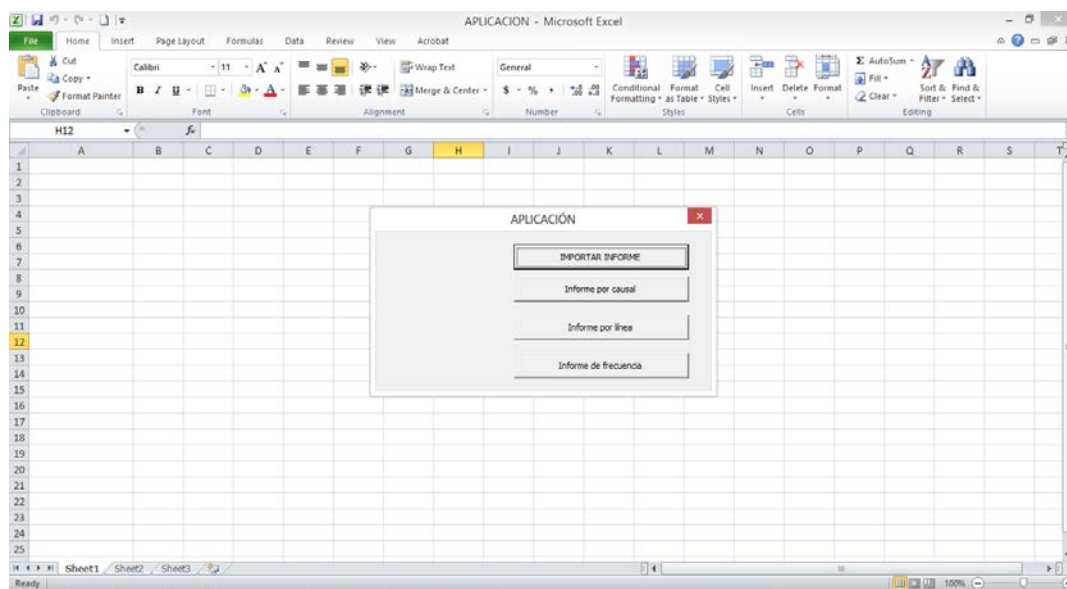 APLICACION - Microsoft Excel
File Home Insert Page Layout Formulas Data Review View Acrobat
Paste
Cut
Copy
Format Painter
Clipboard
Calibri 11
B I U
Font
Wrap Text
Merge & Center
Alignment
General
$ %
Number
Conditional Formatting
Format as Table
Cell Styles
Styles
Insert Delete Format
Cells
Σ AutoSum
Fill
Clear
Sort & Filter
Find & Select
Editing
H12 fx
A B C D E F G H I J K L M N O P Q R S T
1
2
3
4
5
6
7
8
9
10
11
12
13
14
15
16
17
18
19
20
21
22
23
24
25
APLICACIÓN
IMPORTAR INFORME
Informe por causal
Informe por línea
Informe de frecuencia
Sheet1 Sheet2 Sheet3
Ready 100%